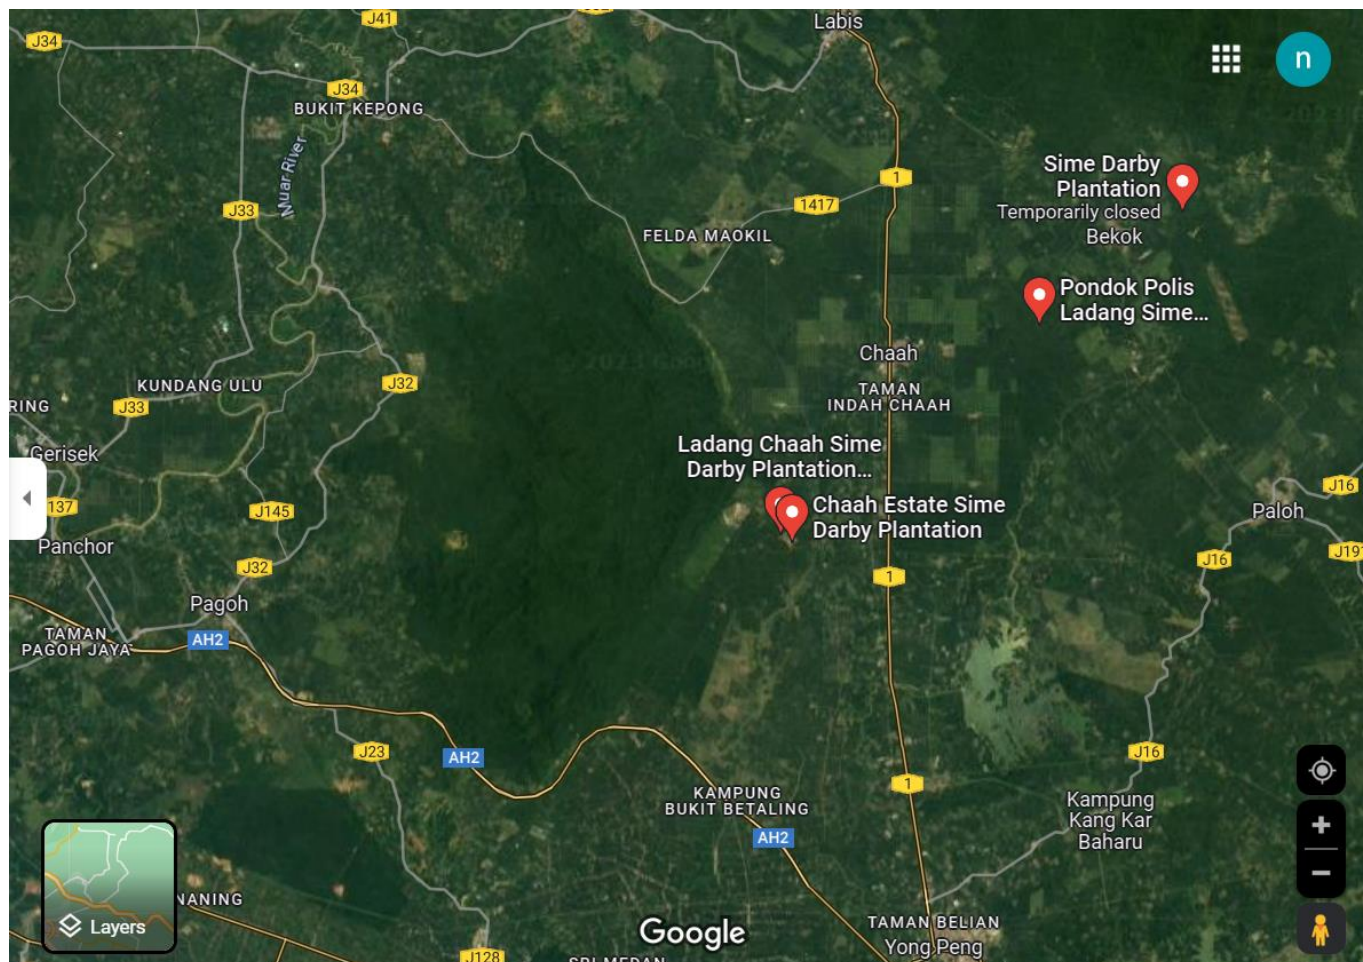 J41
Labis
J34
n
J34
BUKIT KEPONG
Muar River
Sime Darby
Plantation
Temporarily closed
Bekok
1
1417
J33
FELDA MAOKIL
Pondok Polis
Ladang Sime...
Chaah
TAMAN
INDAH CHAAH
KUNDANG ULU
J32
RING
J33
Gerisek
Ladang Chaah Sime
Darby Plantation...
Chaah Estate Sime
Darby Plantation
J16
137
J145
Paloh
Panchor
J32
J16
J19
1
Pagoh
TAMAN
PAGOH JAYA
AH2
J23
AH2
J16
1
KAMPUNG
BUKIT BETALING
Kampung
Kang Kar
Baharu
AH2
NANING
Layers
Google
TAMAN BELIAN
Yong Peng
J128
SRI MEDAN